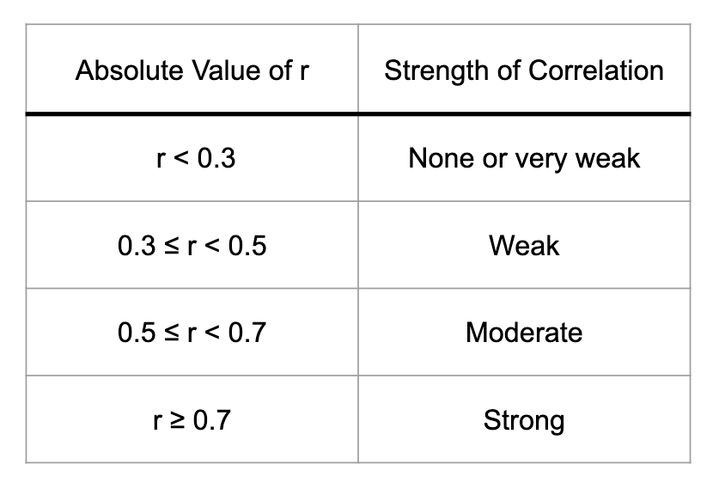 Absolute Value of r Strength of Correlation
r < 0.3 None or very weak
0.3 ≤ r < 0.5 Weak
0.5 ≤ r < 0.7 Moderate
r ≥ 0.7 Strong